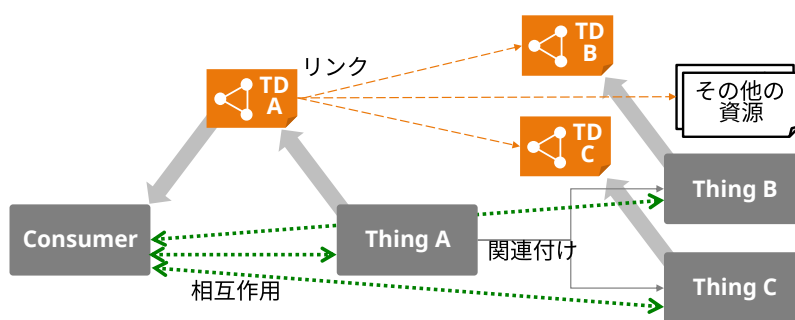 TD
B
リンク
TD
A
その他の
資源
TD
C
Thing B
Consumer
Thing A
関連付け
相互作用
Thing C